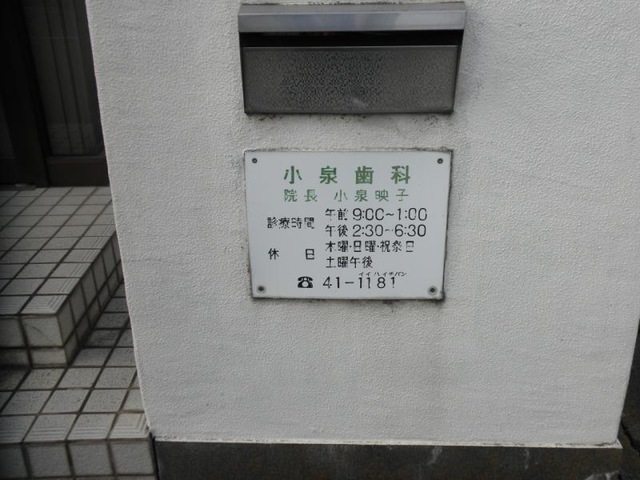 小泉歯科
院長 小泉映子
診療時間 午前 9:00~1:00
午後 2:30~6:30
休日 木曜・日曜・祝祭日
土曜午後
イイハイチバン
☎ 41-1181